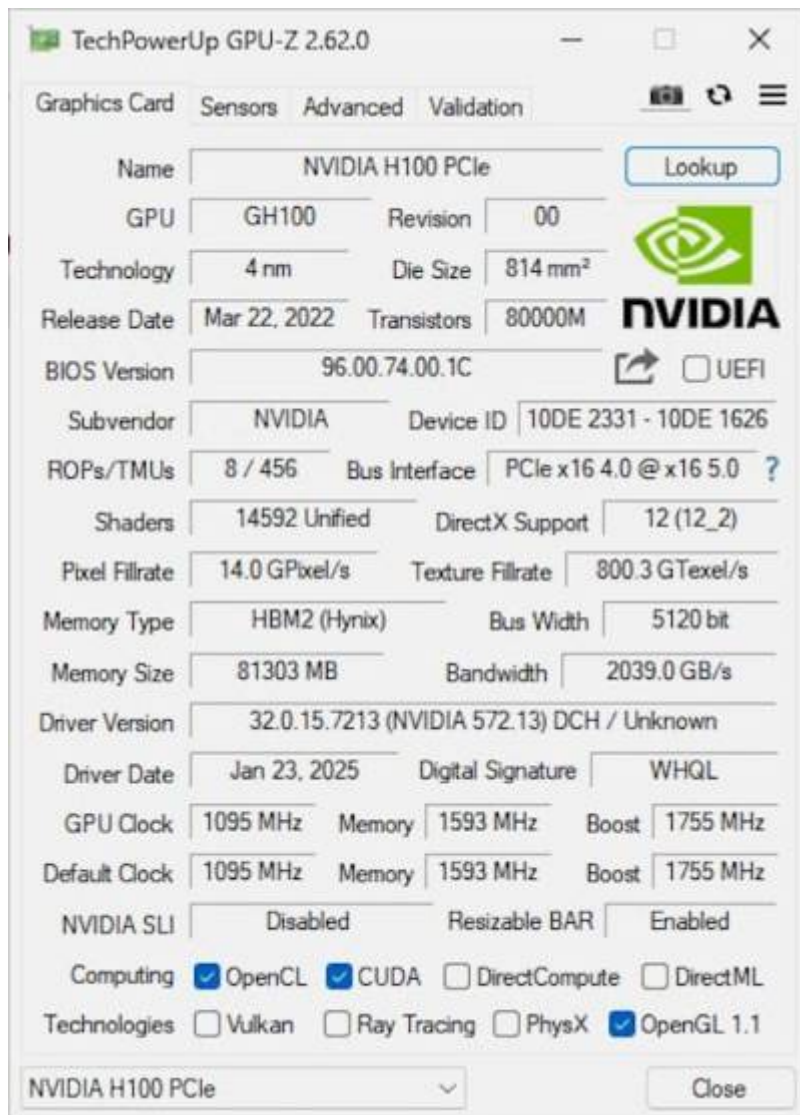 TechPowerUp GPU-Z 2.62.0
Graphics Card Sensors Advanced Validation
Name NVIDIA H100 PCIe Lookup
GPU GH100 Revision 00
Technology 4 nm Die Size 814 mm²
Release Date Mar 22, 2022 Transistors 80000M
NVIDIA
BIOS Version 96.00.74.00.1C UEFI
Subvendor NVIDIA Device ID 10DE 2331 - 10DE 1626
ROPs/TMUs 8 / 456 Bus Interface PCIe x16 4.0 @ x16 5.0 ?
Shaders 14592 Unified DirectX Support 12 (12_2)
Pixel Fillrate 14.0 GPixel/s Texture Fillrate 800.3 GTexel/s
Memory Type HBM2 (Hynix) Bus Width 5120 bit
Memory Size 81303 MB Bandwidth 2039.0 GB/s
Driver Version 32.0.15.7213 (NVIDIA 572.13) DCH / Unknown
Driver Date Jan 23, 2025 Digital Signature WHQL
GPU Clock 1095 MHz Memory 1593 MHz Boost 1755 MHz
Default Clock 1095 MHz Memory 1593 MHz Boost 1755 MHz
NVIDIA SLI Disabled Resizable BAR Enabled
Computing OpenCL CUDA DirectCompute DirectML
Technologies Vulkan Ray Tracing PhysX OpenGL 1.1
NVIDIA H100 PCIe Close